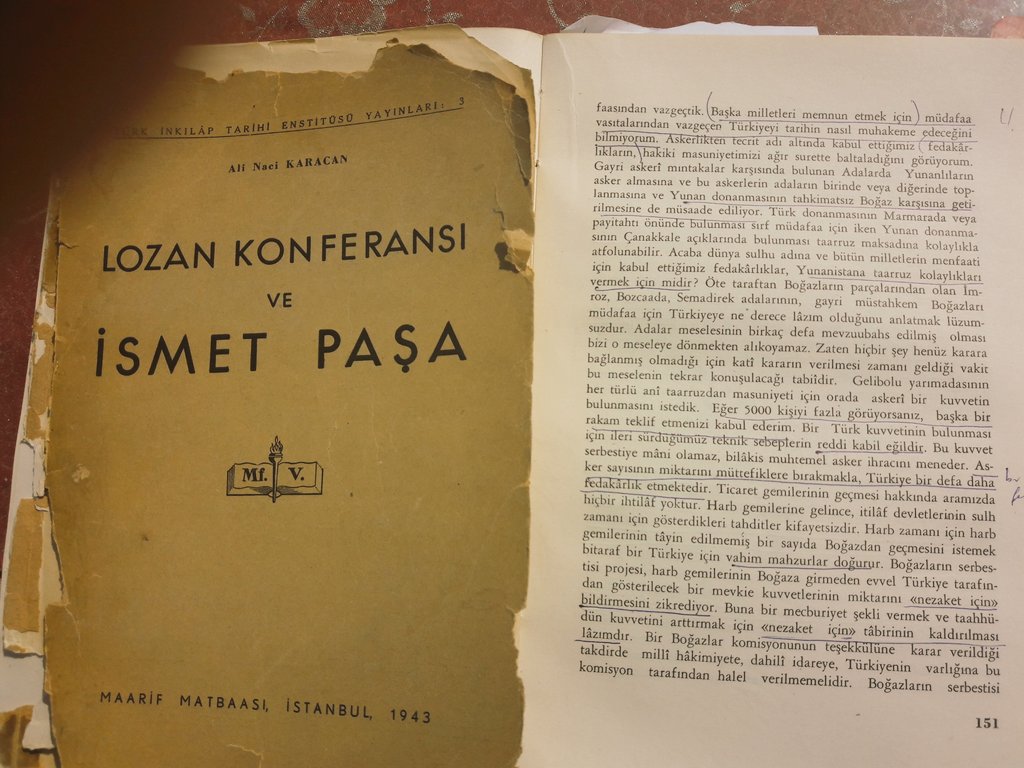 TÜRK İNKILÂP TARİHİ ENSTİTÜSÜ YAYINLARI: 3
Ali Naci KARACAN
LOZAN KONFERANSI
VE
İSMET PAŞA
Mf. V.
MAARİF MATBAASI, İSTANBUL, 1943
faasından vazgeçtik. (Başka milletleri memnun etmek için) müdafaa
vasıtalarından vazgeçen Türkiyeyi tarihin nasıl muhakeme edeceğini
bilmiyorum. Askerlikten tecrit adı altında kabul ettiğimiz (fedakâr-
lıkların,) hakiki masuniyetimizi ağır surette baltaladığını görüyorum.
Gayri askerî mıntakalar karşısında bulunan Adalarda Yunanlıların
asker almasına ve bu askerlerin adaların birinde veya diğerinde top-
lanmasına ve Yunan donanmasının tahkimatsız Boğaz karşısına geti-
rilmesine de müsaade ediliyor. Türk donanmasının Marmarada veya
payitahtı önünde bulunması sırf müdafaa için iken Yunan donanma-
sının Çanakkale açıklarında bulunması taarruz maksadına kolaylıkla
atfolunabilir. Acaba dünya sulhu adına ve bütün milletlerin menfaati
için kabul ettiğimiz fedakârlıklar, Yunanistana taarruz kolaylıkları
vermek için midir? Öte taraftan Boğazların parçalarından olan İm-
roz, Bozcaada, Semadirek adalarının, gayri müstahkem Boğazları
müdafaa için Türkiyeye ne derece lâzım olduğunu anlatmak lüzum-
suzdur. Adalar meselesinin birkaç defa mevzuubahs edilmiş olması
bizi o meseleye dönmekten alıkoyamaz. Zaten hiçbir şey henüz karara
bağlanmış olmadığı için katî kararın verilmesi zamanı geldiği vakit
bu meselenin tekrar konuşulacağı tabiîdir. Gelibolu yarımadasının
her türlü anî taarruzdan masuniyeti için orada askerî bir kuvvetin
bulunmasını istedik. Eğer 5000 kişiyi fazla görüyorsanız, başka bir
rakam teklif etmenizi kabul ederim. Bir Türk kuvvetinin bulunması
için ileri sürdüğümüz teknik sebeplerin reddi kabil eğildir. Bu kuvvet
serbestiye mâni olamaz, bilâkis muhtemel asker ihracını meneder. As-
ker sayısının miktarını müttefiklere bırakmakla, Türkiye bir defa daha
fedakârlık etmektedir. Ticaret gemilerinin geçmesi hakkında aramızda
hiçbir ihtilâf yoktur. Harb gemilerine gelince, itilâf devletlerinin sulh
zamanı için gösterdikleri tahditler kifayetsizdir. Harb zamanı için harb
gemilerinin tâyin edilmemiş bir sayıda Boğazdan geçmesini istemek
bitaraf bir Türkiye için vahim mahzurlar doğurur. Boğazların serbes-
tisi projesi, harb gemilerinin Boğaza girmeden evvel Türkiye tarafın-
dan gösterilecek bir mevkie kuvvetlerinin miktarını «nezaket için»
bildirmesini zikrediyor. Buna bir mecburiyet şekli vermek ve taahhü-
dün kuvvetini arttırmak için «nezaket için» tâbirinin kaldırılması
lâzımdır. Bir Boğazlar komisyonunun teşekkülüne karar verildiği
takdirde millî hâkimiyete, dahilî idareye, Türkiyenin varlığına bu
komisyon tarafından halel verilmemelidir. Boğazların serbestisi
151